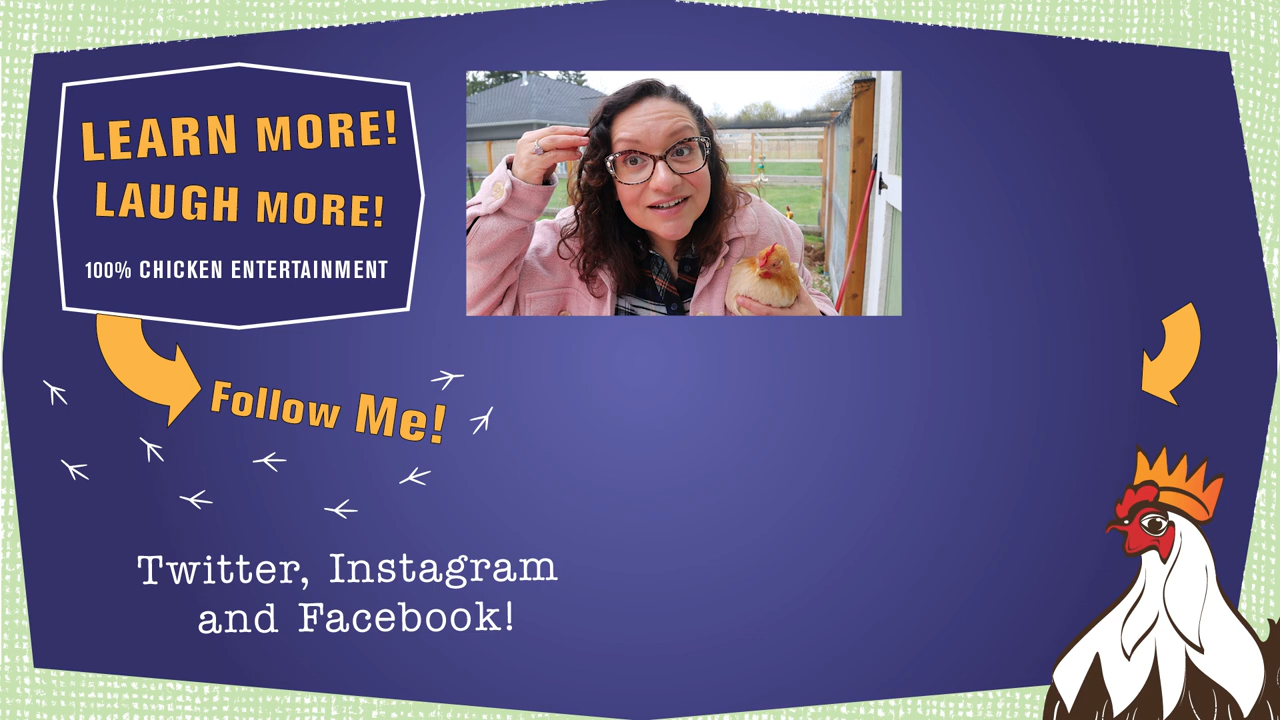 LEARN MORE!
LAUGH MORE!
100% CHICKEN ENTERTAINMENT
Follow Me!
Twitter, Instagram
and Facebook!